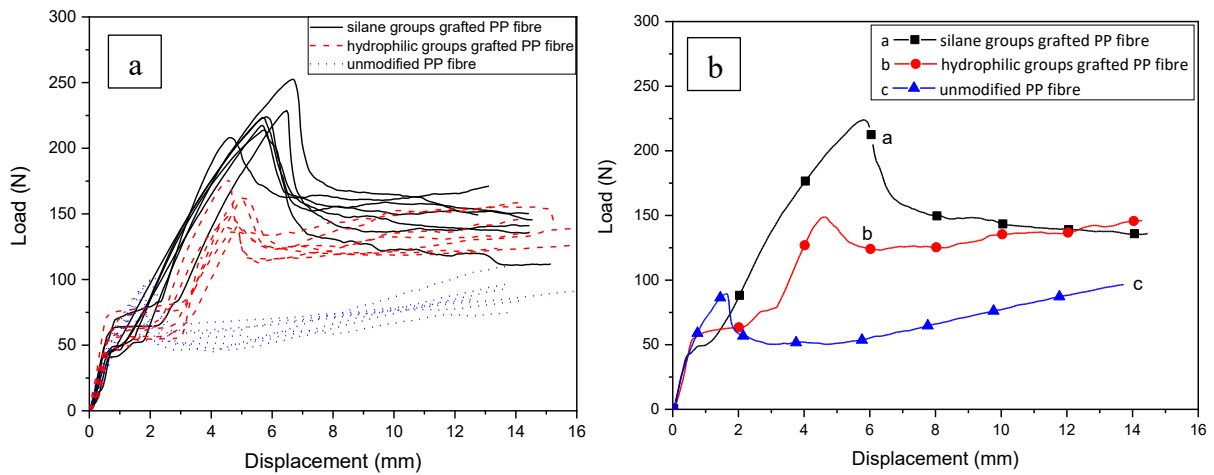 300
250
200
150
100
50
0
Load (N)
a
silane groups grafted PP fibre
hydrophilic groups grafted PP fibre
unmodified PP fibre
0 2 4 6 8 10 12 14 16
Displacement (mm)
300
250
200
150
100
50
0
Load (N)
b
a silane groups grafted PP fibre
b hydrophilic groups grafted PP fibre
c unmodified PP fibre
a
b
c
0 2 4 6 8 10 12 14 16
Displacement (mm)